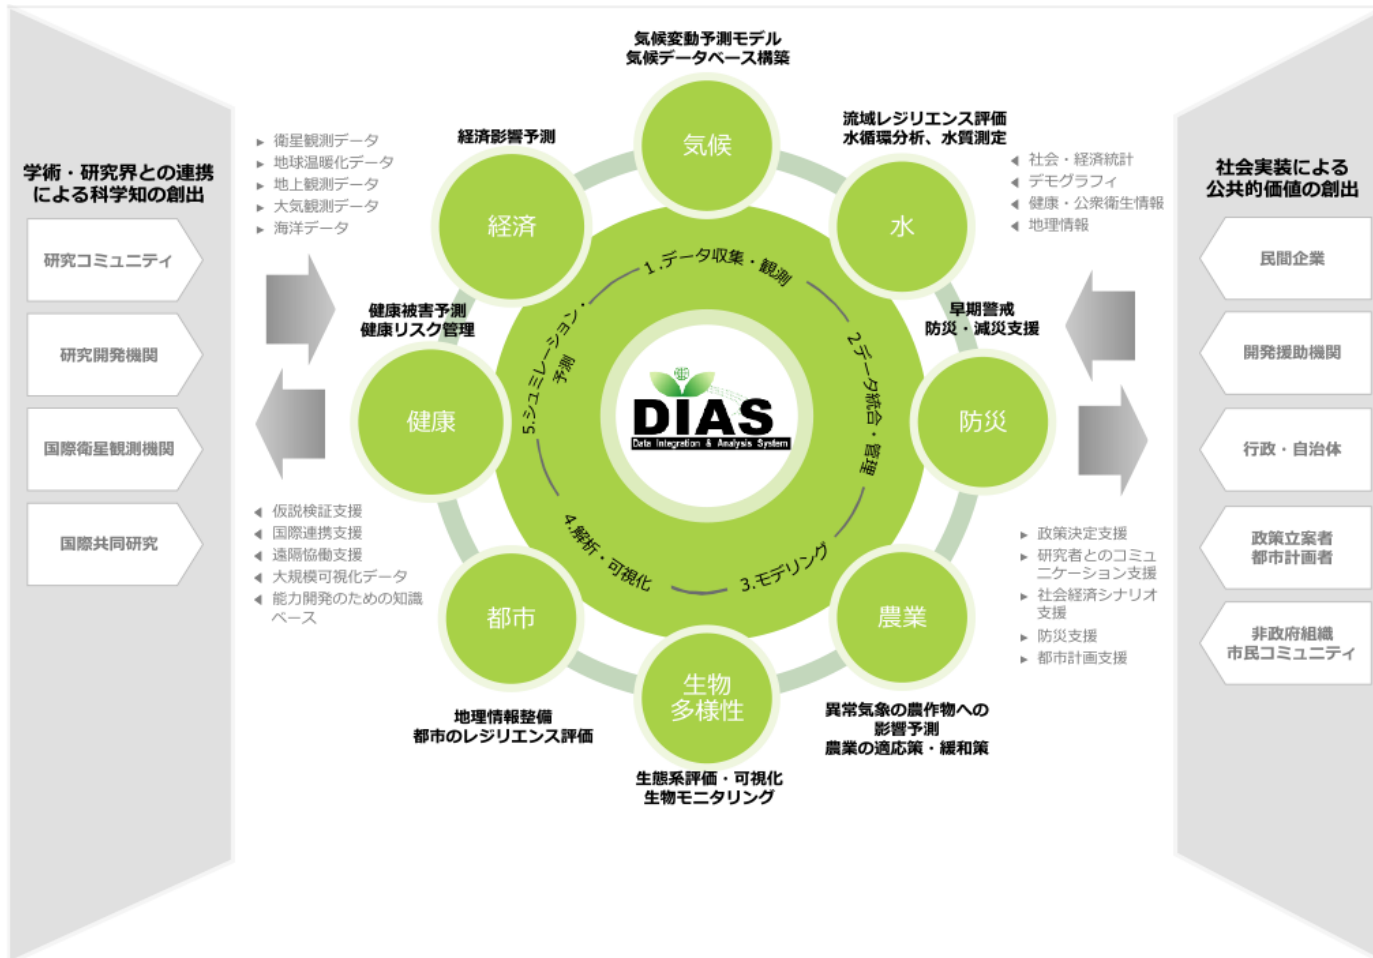 気候変動予測モデル
気候データベース構築
気候
流域レジリエンス評価
水循環分析、水質測定
水
早期警戒
防災・減災支援
防災
農業
異常気象の農作物への
影響予測
農業の適応策・緩和策
生物
多様性
生態系評価・可視化
生物モニタリング
都市
地理情報整備
都市のレジリエンス評価
健康被害予測
健康リスク管理
健康
経済影響予測
経済
1.データ収集・観測
2.データ統合・管理
3.モデリング
4.解析・可視化
5.シュミレーション・
予測
DIAS
Data Integration & Analysis System
学術・研究界との連携
による科学知の創出
研究コミュニティ
研究開発機関
国際衛星観測機関
国際共同研究
衛星観測データ
地球温暖化データ
地上観測データ
大気観測データ
海洋データ
仮説検証支援
国際連携支援
遠隔協働支援
大規模可視化データ
能力開発のための知識
ベース
社会・経済統計
デモグラフィ
健康・公衆衛生情報
地理情報
政策決定支援
研究者とのコミュ
ニケーション支援
社会経済シナリオ
支援
防災支援
都市計画支援
社会実装による
公共的価値の創出
民間企業
開発援助機関
行政・自治体
政策立案者
都市計画者
非政府組織
市民コミュニティ